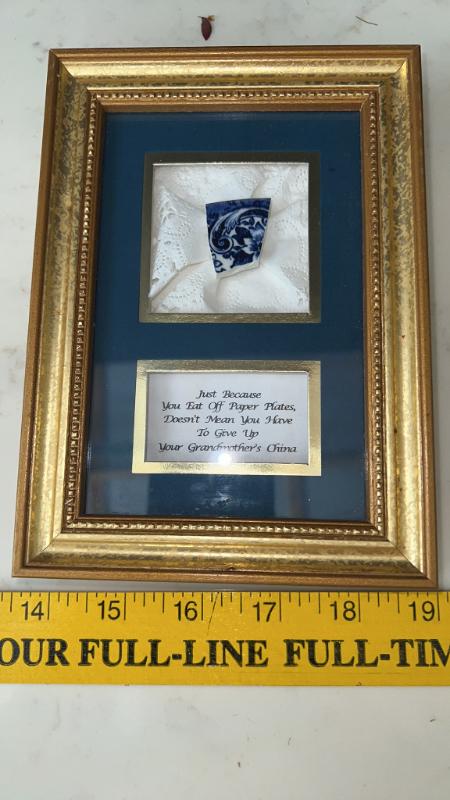 Just Because
You Eat Off Paper Plates,
Doesn't Mean You Have
To Give Up
Your Grandmother's China
14 15 16 17 18 19
OUR FULL-LINE FULL-TIM